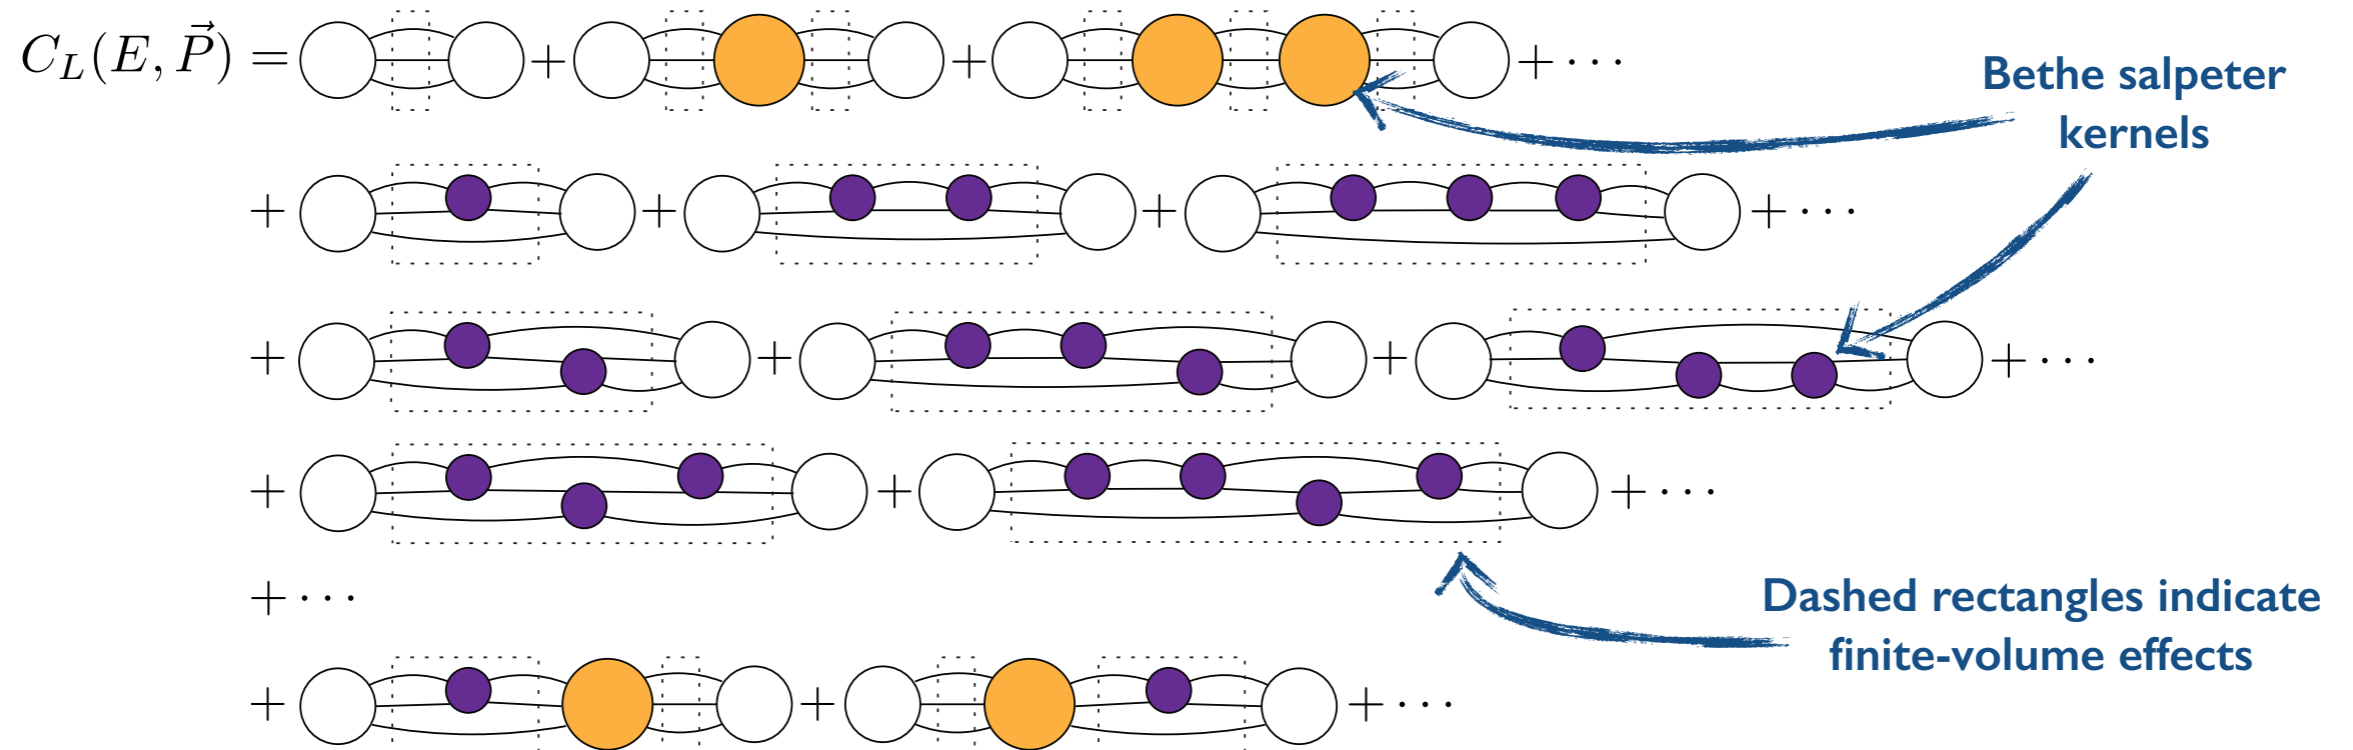 C_L(E, \vec{P}) = + + + ⋯
Bethe salpeter
kernels
+ + + + ⋯
+ + + + ⋯
+ + + ⋯
+ ⋯
Dashed rectangles indicate
finite-volume effects
+ + + ⋯